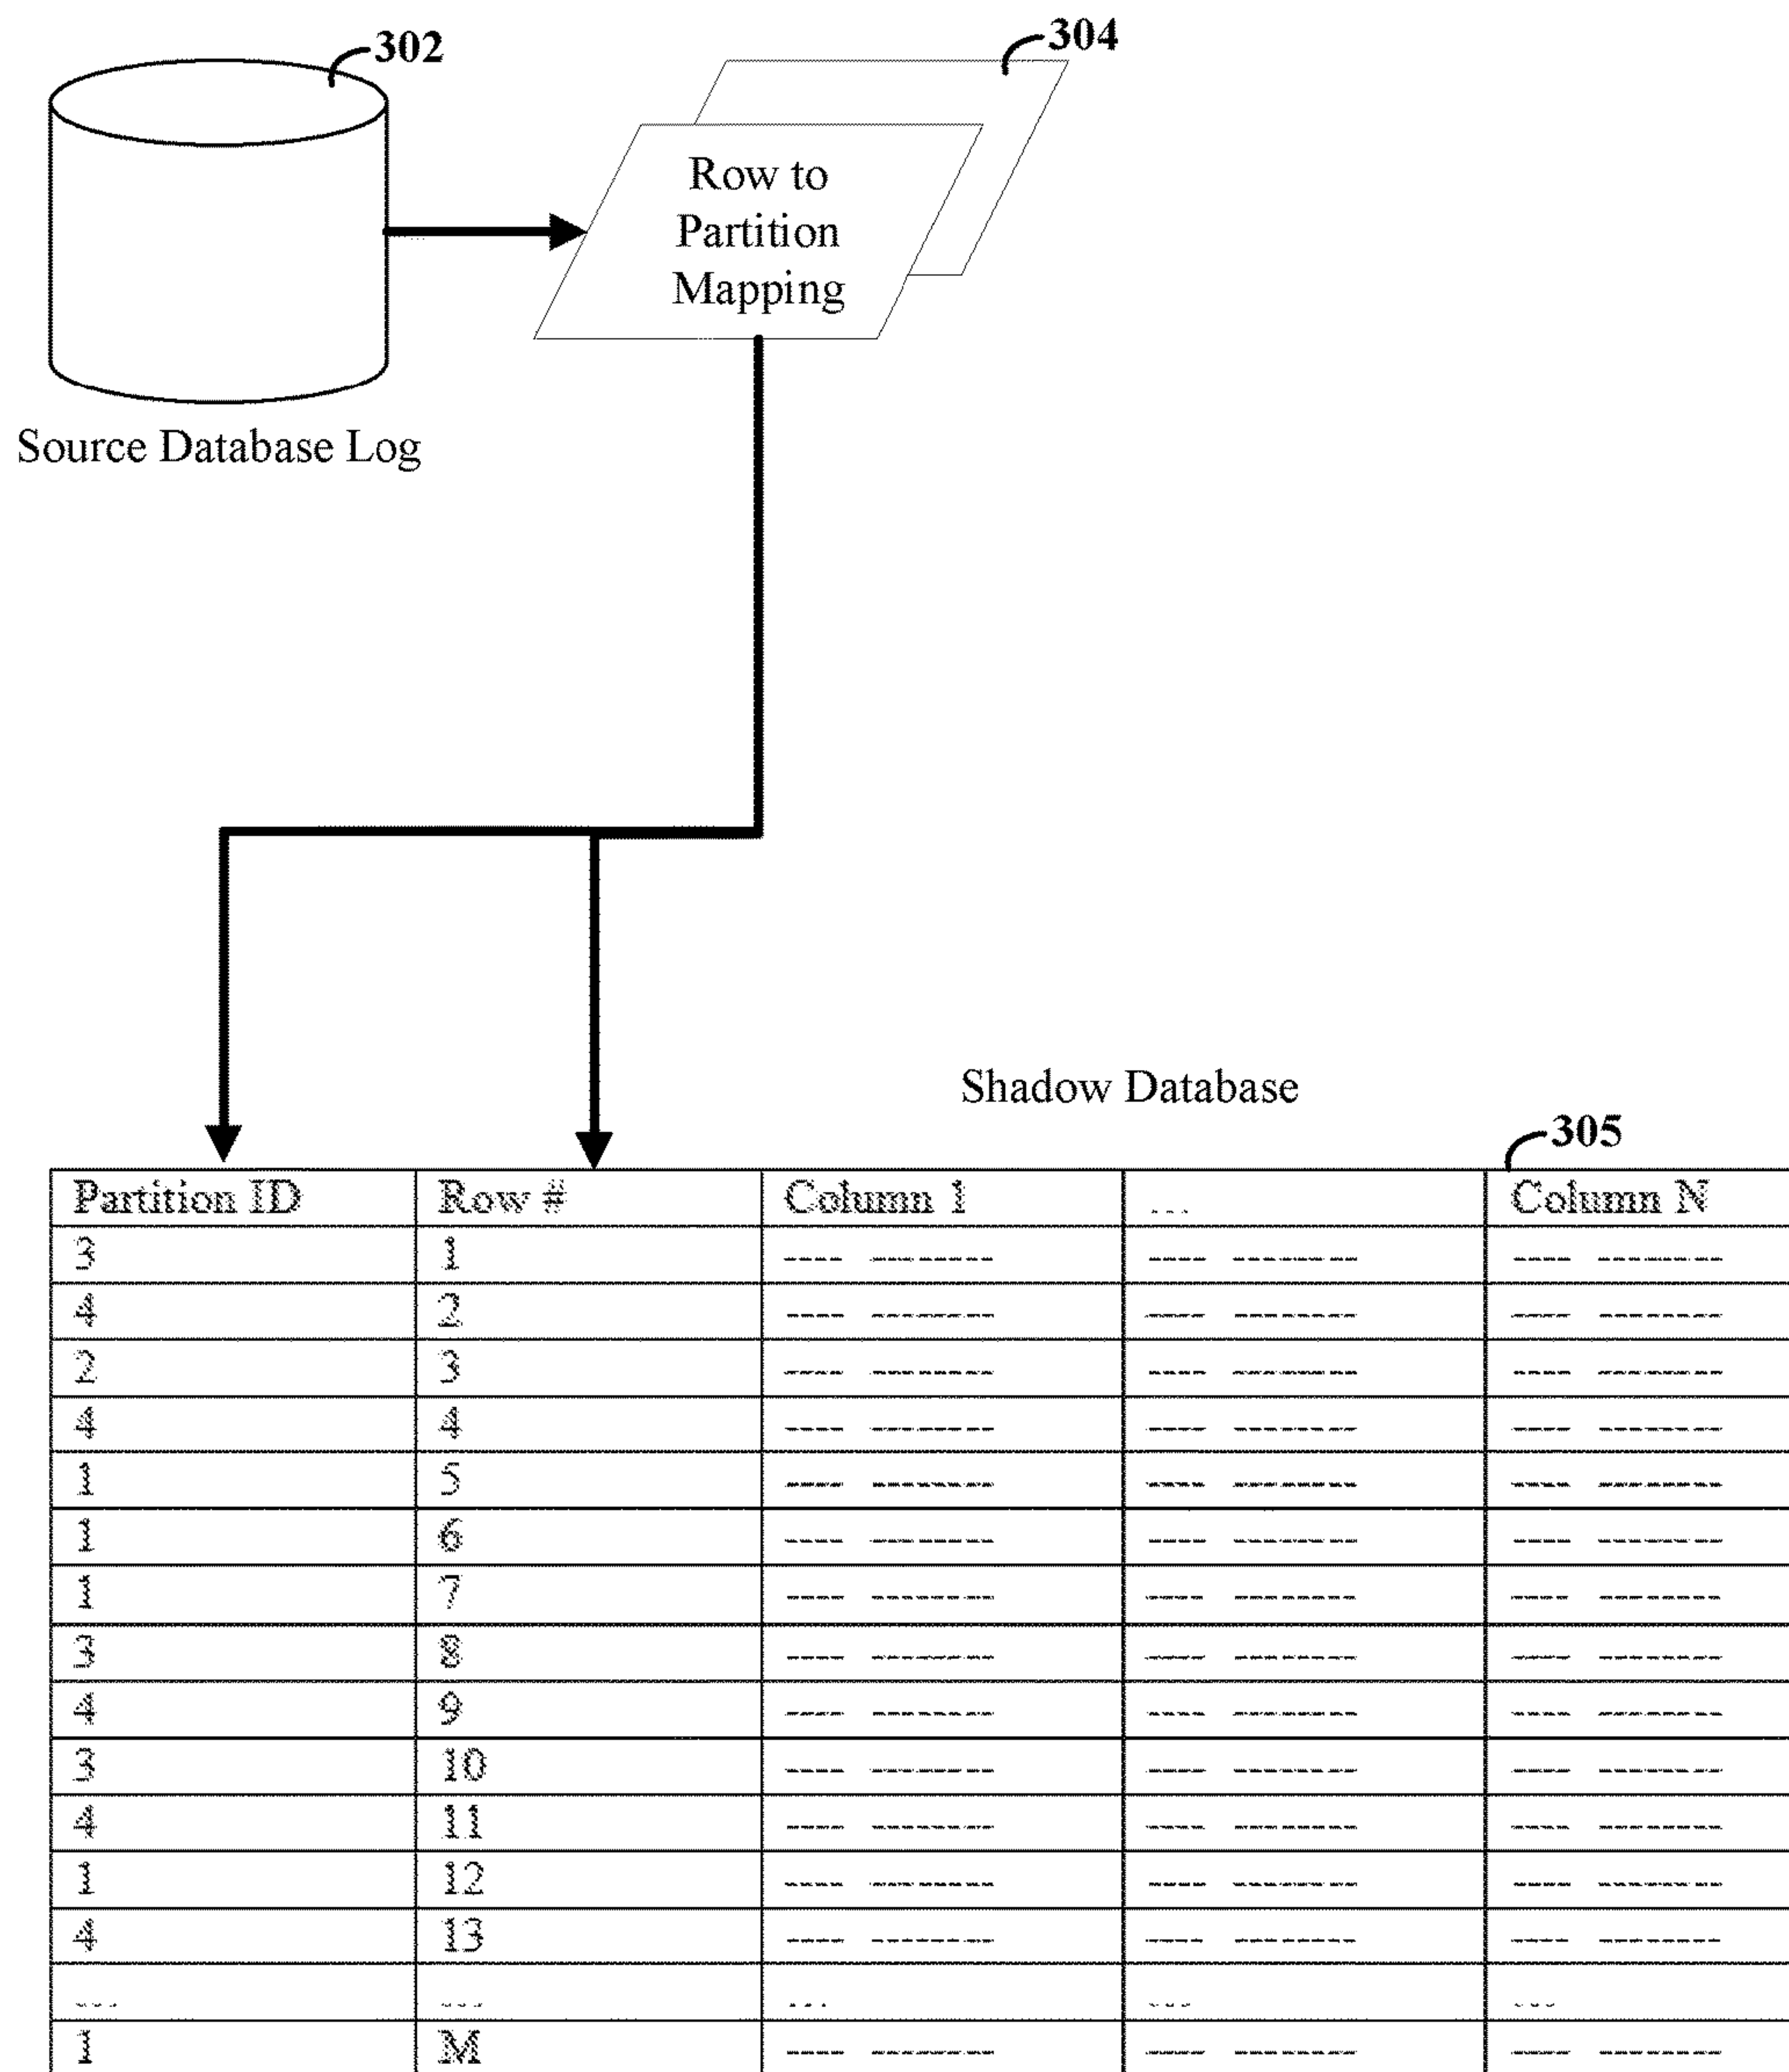 302
304
Row to
Partition
Mapping
Source Database Log
Shadow Database
305
Partition ID Row # Column 1 ... Column N
3 1 ---- -------- ---- -------- ---- --------
4 2 ---- -------- ---- -------- ---- --------
2 3 ---- -------- ---- -------- ---- --------
4 4 ---- -------- ---- -------- ---- --------
1 5 ---- -------- ---- -------- ---- --------
1 6 ---- -------- ---- -------- ---- --------
1 7 ---- -------- ---- -------- ---- --------
3 8 ---- -------- ---- -------- ---- --------
4 9 ---- -------- ---- -------- ---- --------
3 10 ---- -------- ---- -------- ---- --------
4 11 ---- -------- ---- -------- ---- --------
1 12 ---- -------- ---- -------- ---- --------
4 13 ---- -------- ---- -------- ---- --------
... ... ... ... ...
1 M ---- -------- ---- -------- ---- --------